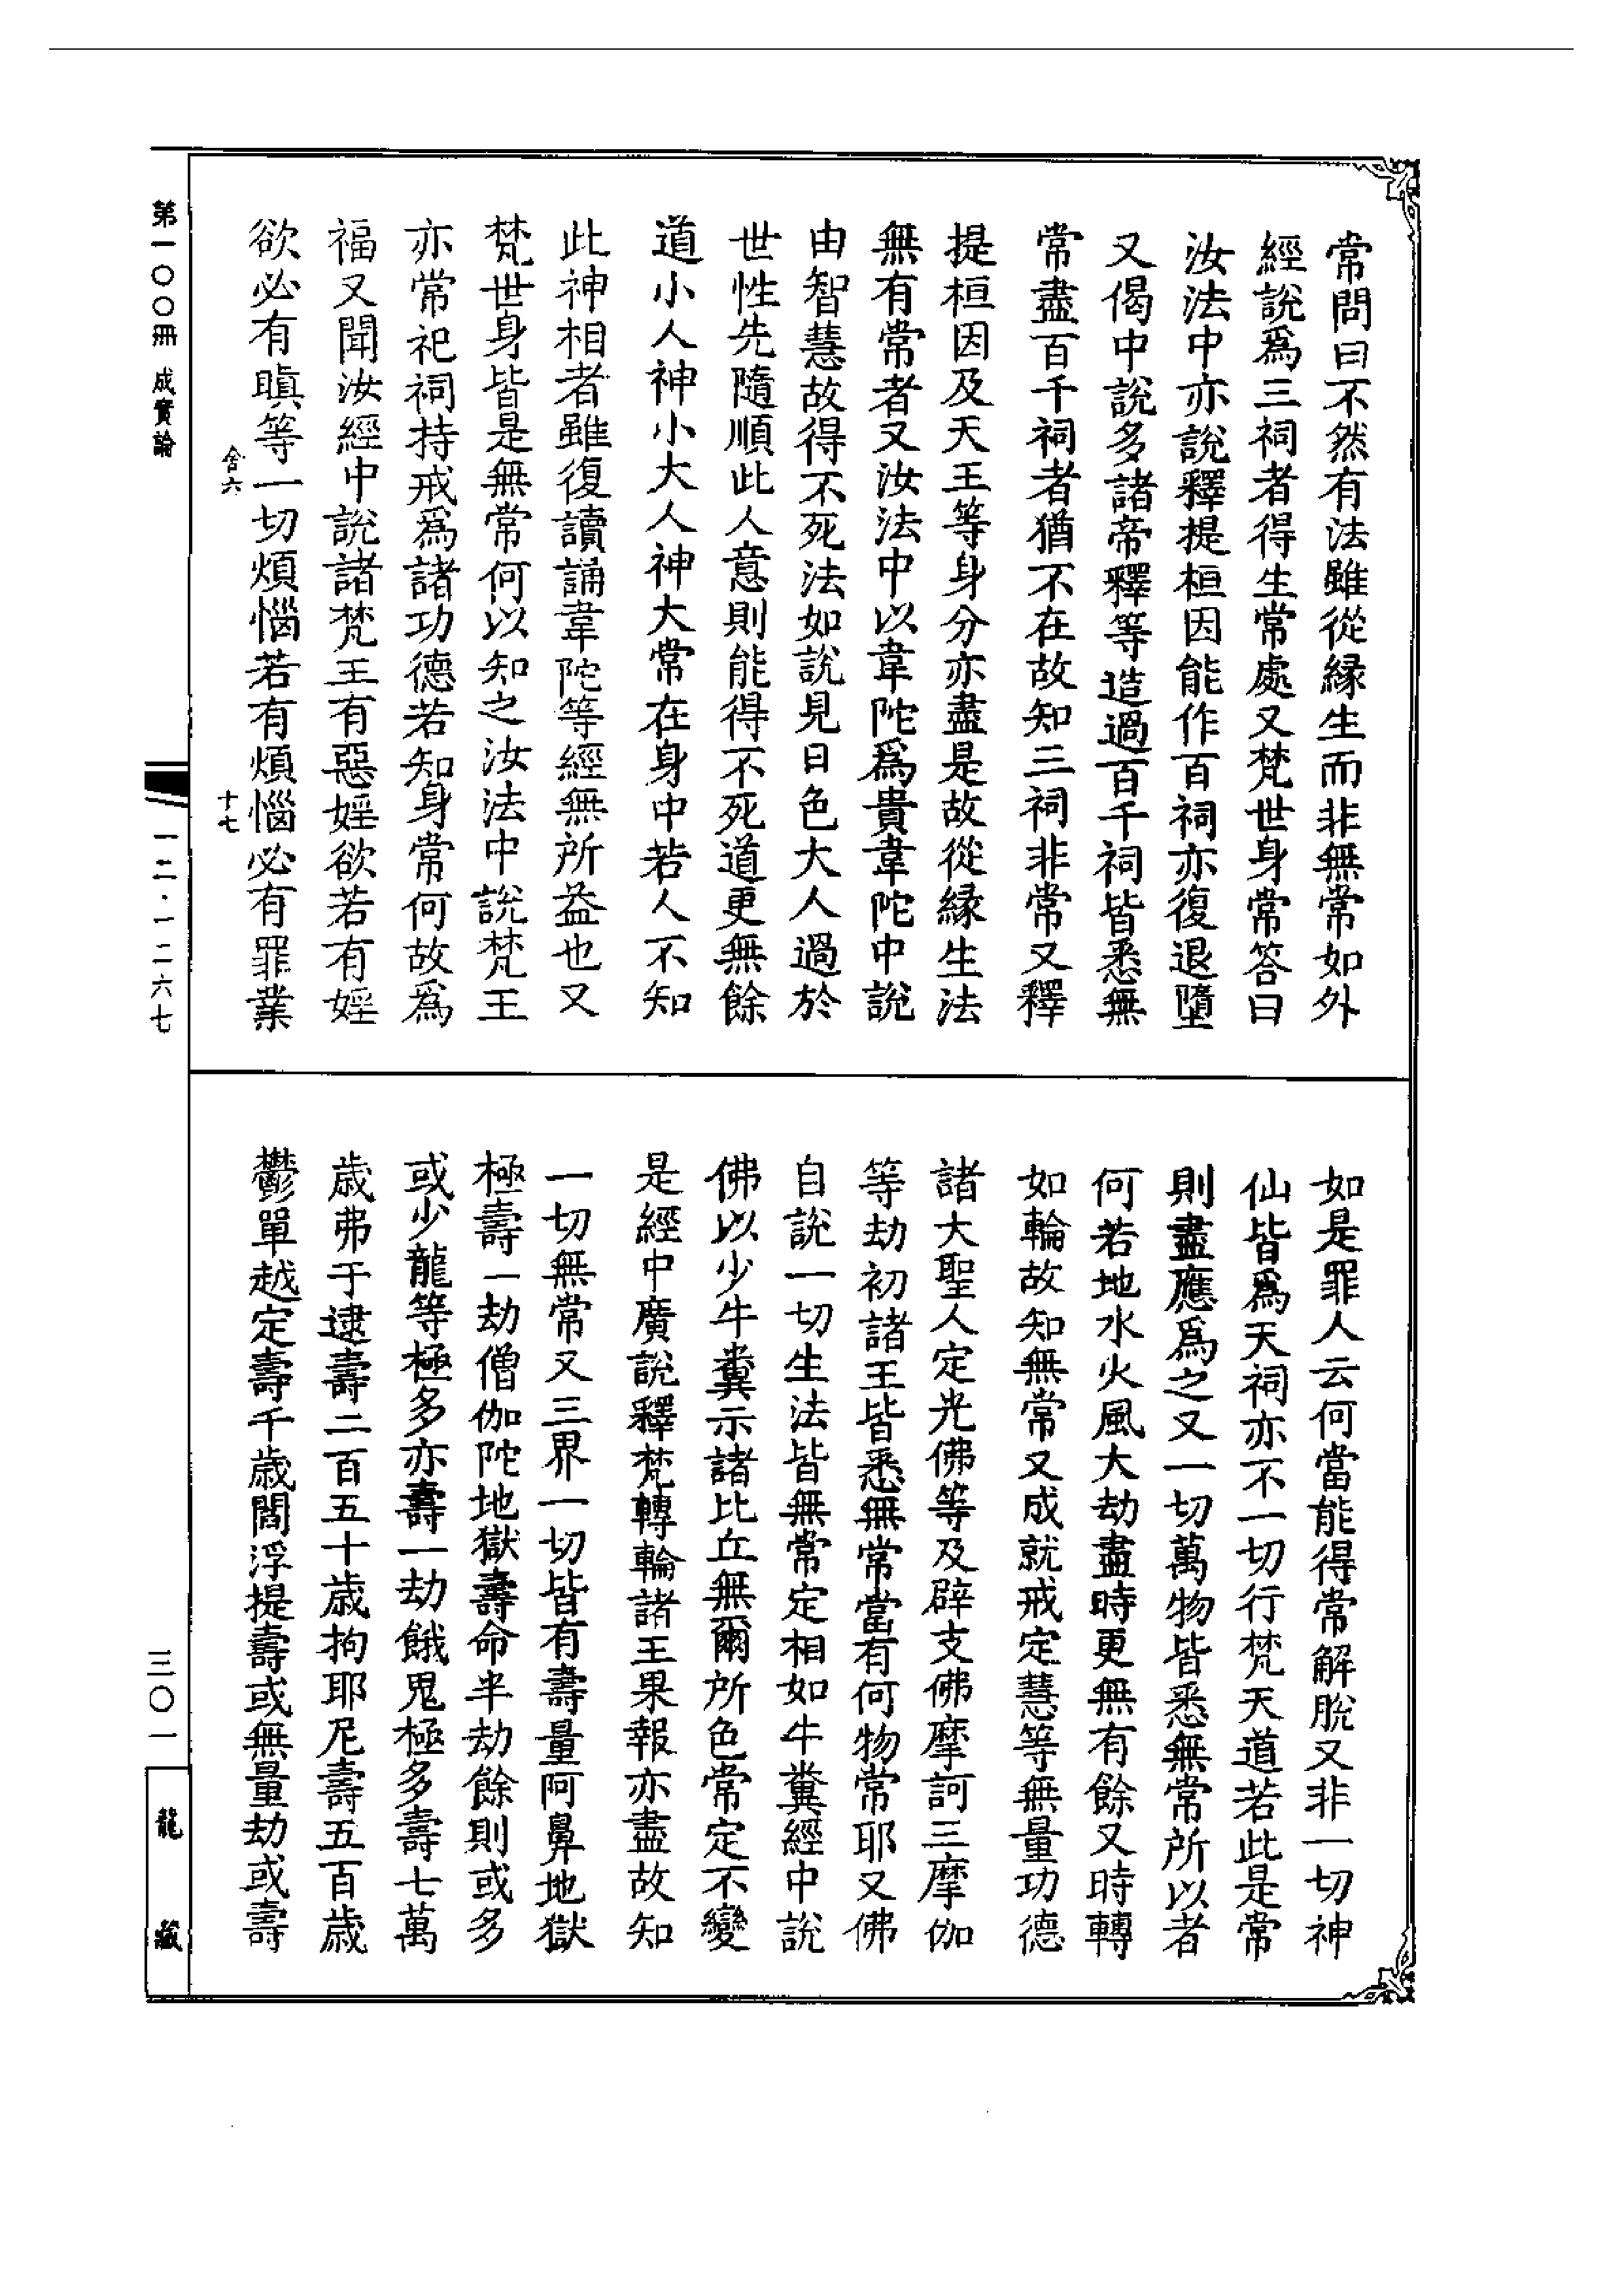 常問曰不然有法雖從緣生而非無常如外
經說爲三祠者得生常處又梵世身常答曰
汝法中亦說釋提桓因能作百祠亦復退墮
又偈中說多諸帝釋等造過百千祠皆悉無
常盡百千祠者猶不在故知三祠非常又釋
提桓因及天王等身分亦盡是故從緣生法
無有常者又汝法中以韋陀爲貴韋陀中說
由智慧故得不死法如說見日色大人過於
世性先隨順此人意則能得不死道更無餘
道小人神小大人神大常在身中若人不知
此神相者雖復讀誦韋陀等經無所益也又
梵世身皆是無常何以知之汝法中說梵王
亦常祀祠持戒爲諸功德若知身常何故爲
福又聞汝經中說諸梵王有惡婬欲若有婬
欲必有瞋等一切煩惱若有煩惱必有罪業
如是罪人云何當能得常解脫又非一切神
仙皆爲天祠亦不一切行梵天道若此是常
則盡應爲之又一切萬物皆悉無常所以者
何若地水火風大劫盡時更無有餘又時轉
如輪故知無常又成就戒定慧等無量功德
諸大聖人定光佛等及辟支佛摩訶三摩伽
等劫初諸王皆悉無常當有何物常耶又佛
自說一切生法皆無常定相如牛糞經中說
佛以少牛糞示諸比丘無爾所色常定不變
是經中廣說釋梵轉輪諸王果報亦盡故知
一切無常又三界一切皆有壽量阿鼻地獄
極壽一劫僧伽陀地獄壽命半劫餘則或多
或少龍等極多亦壽一劫餓鬼極多壽七萬
歲弗于逮壽二百五十歲拘耶尼壽五百歲
鬱單越定壽千歲閻浮提壽或無量劫或壽
舍六
十七
第一〇〇冊 成實論
一二·一二六七
三〇一
龍藏